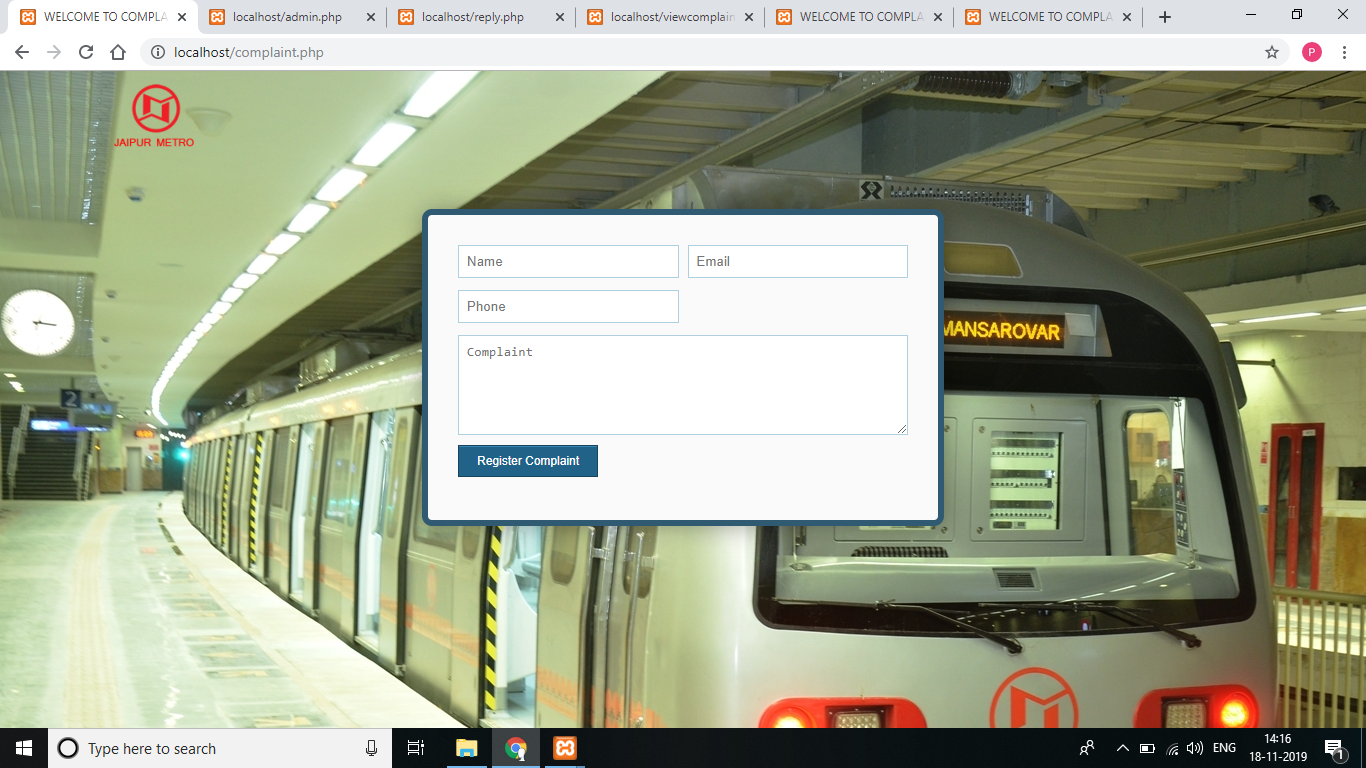 WELCOME TO COMPLA
localhost/admin.php
localhost/reply.php
localhost/viewcomplain
WELCOME TO COMPLA
WELCOME TO COMPLA
localhost/complaint.php
P
JAIPUR METRO
Name
Email
Phone
MANSAROVAR
Complaint
2
Register Complaint
Type here to search
ENG
14:16
18-11-2019
1